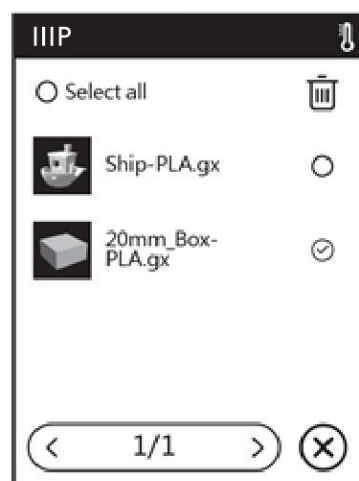 IIIP
Select all
Ship-PLA.gx
20mm_Box-
PLA.gx
1/1